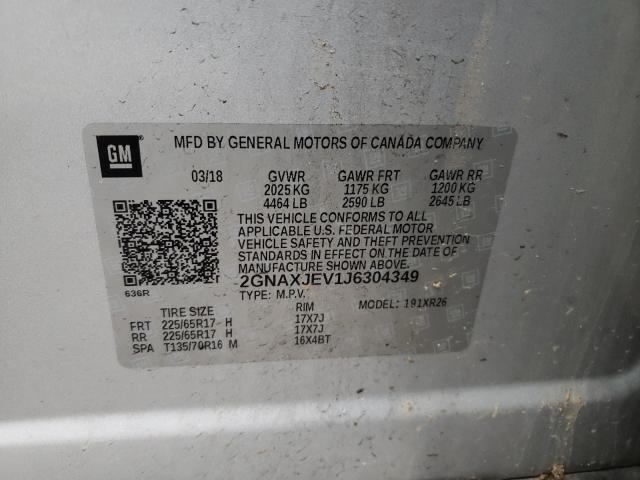 GM
MFD BY GENERAL MOTORS OF CANADA COMPANY
03/18 GVWR GAWR FRT GAWR RR
2025 KG 1175 KG 1200 KG
4464 LB 2590 LB 2645 LB
THIS VEHICLE CONFORMS TO ALL
APPLICABLE U.S. FEDERAL MOTOR
VEHICLE SAFETY AND THEFT PREVENTION
STANDARDS IN EFFECT ON THE DATE OF
MANUFACTURE SHOWN ABOVE.
2GNAXJEV1J6304349
636R
TYPE: M.P.V. MODEL: 191XR26
TIRE SIZE RIM
FRT 225/65R17 H 17X7J
RR 225/65R17 H 17X7J
SPA T135/70R16 M 16X4BT